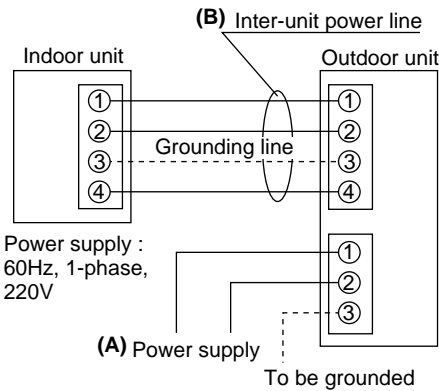 (B) Inter-unit power line
Indoor unit
Outdoor unit
1 1
2 2
Grounding line
3 3
4 4
Power supply :
60Hz, 1-phase,
220V
1
2
3
(A) Power supply
To be grounded